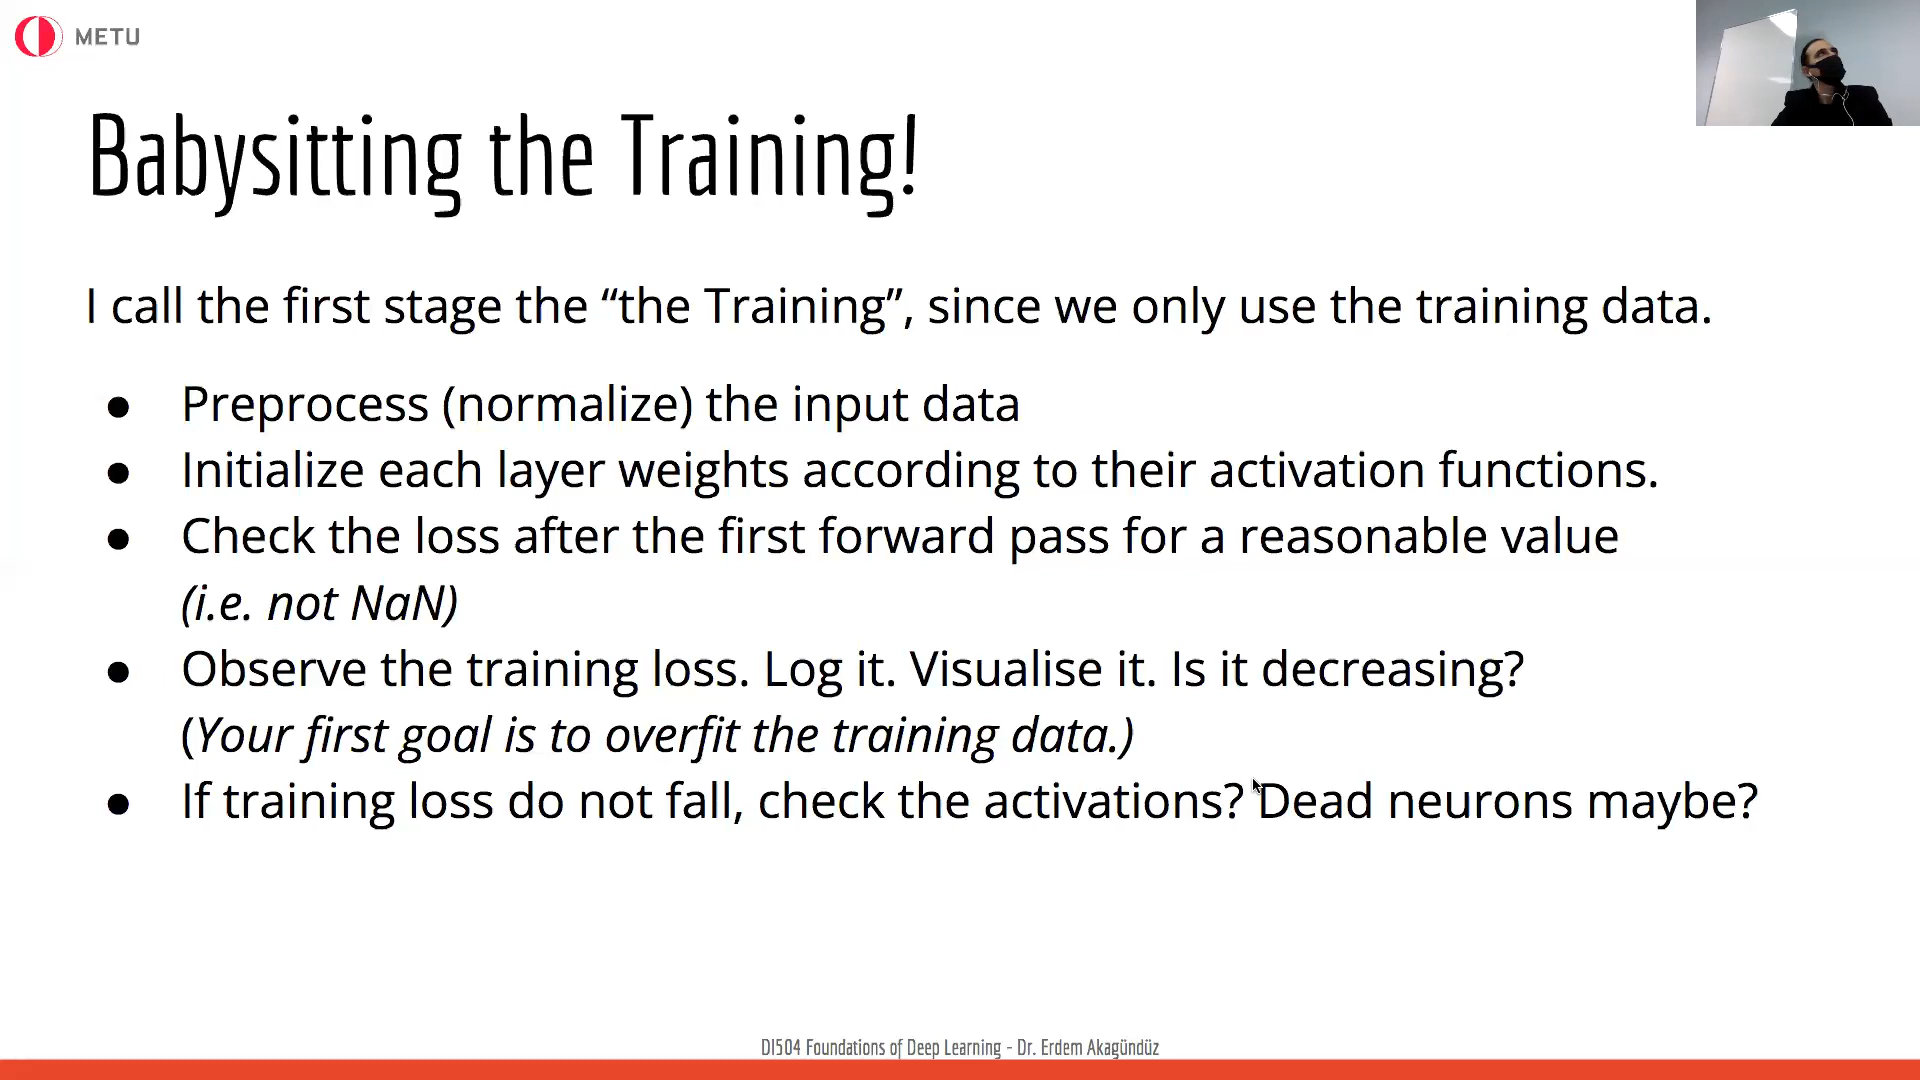 METU
Babysitting the Training!
I call the first stage the “the Training”, since we only use the training data.
● Preprocess (normalize) the input data
● Initialize each layer weights according to their activation functions.
● Check the loss after the first forward pass for a reasonable value
(i.e. not NaN)
● Observe the training loss. Log it. Visualise it. Is it decreasing?
(Your first goal is to overfit the training data.)
● If training loss do not fall, check the activations? Dead neurons maybe?
DI504 Foundations of Deep Learning - Dr. Erdem Akagündüz